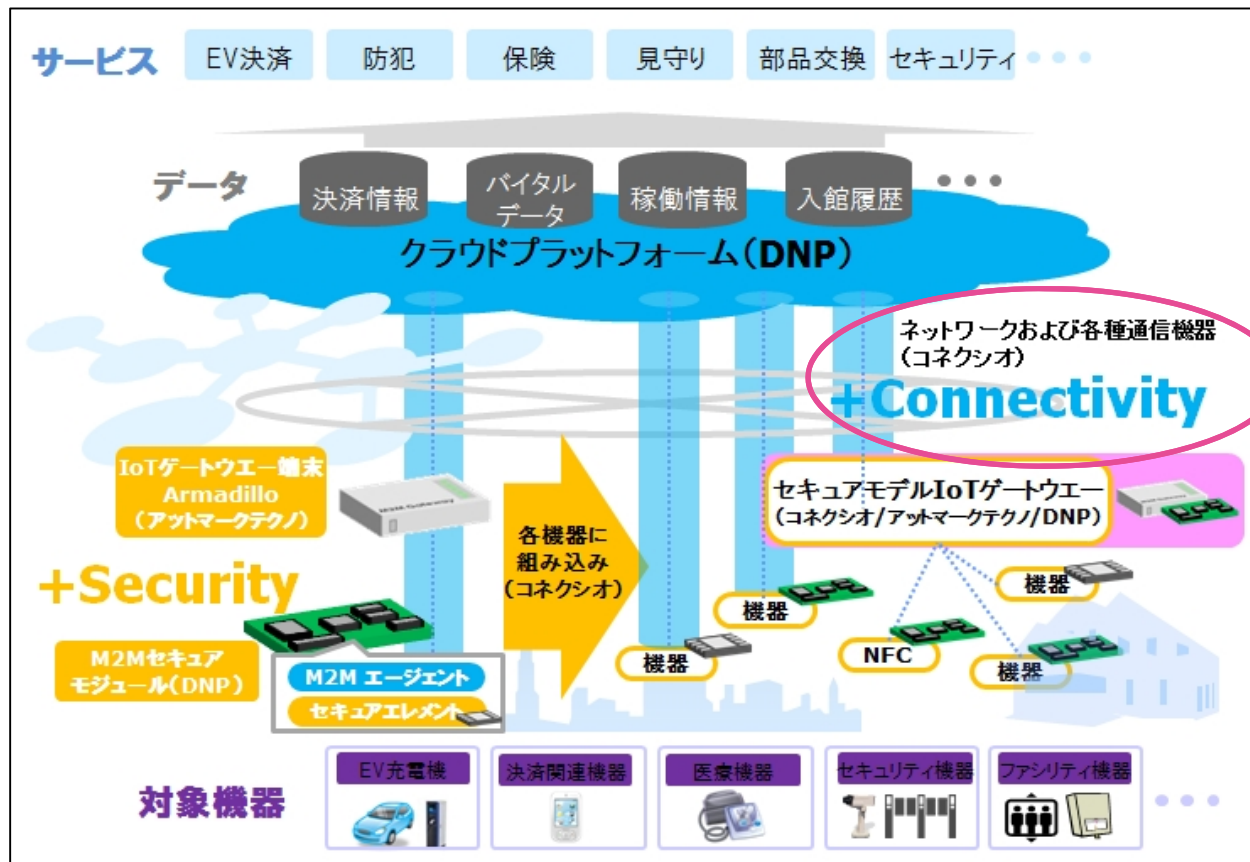 サービス
EV決済
防犯
保険
見守り
部品交換
セキュリティ
データ
決済情報
バイタル
データ
稼働情報
入館履歴
クラウドプラットフォーム(DNP)
ネットワークおよび各種通信機器
(コネクシオ)
+Connectivity
IoTゲートウエー端末
Armadillo
(アットマークテクノ)
M2M Gateway
セキュアモデルIoTゲートウエー
(コネクシオ/アットマークテクノ/DNP)
各機器に
組み込み
(コネクシオ)
+Security
機器
機器
機器
NFC
機器
M2Mセキュア
モジュール(DNP)
M2M エージェント
セキュアエレメント
対象機器
EV充電機
決済関連機器
医療機器
セキュリティ機器
ファシリティ機器